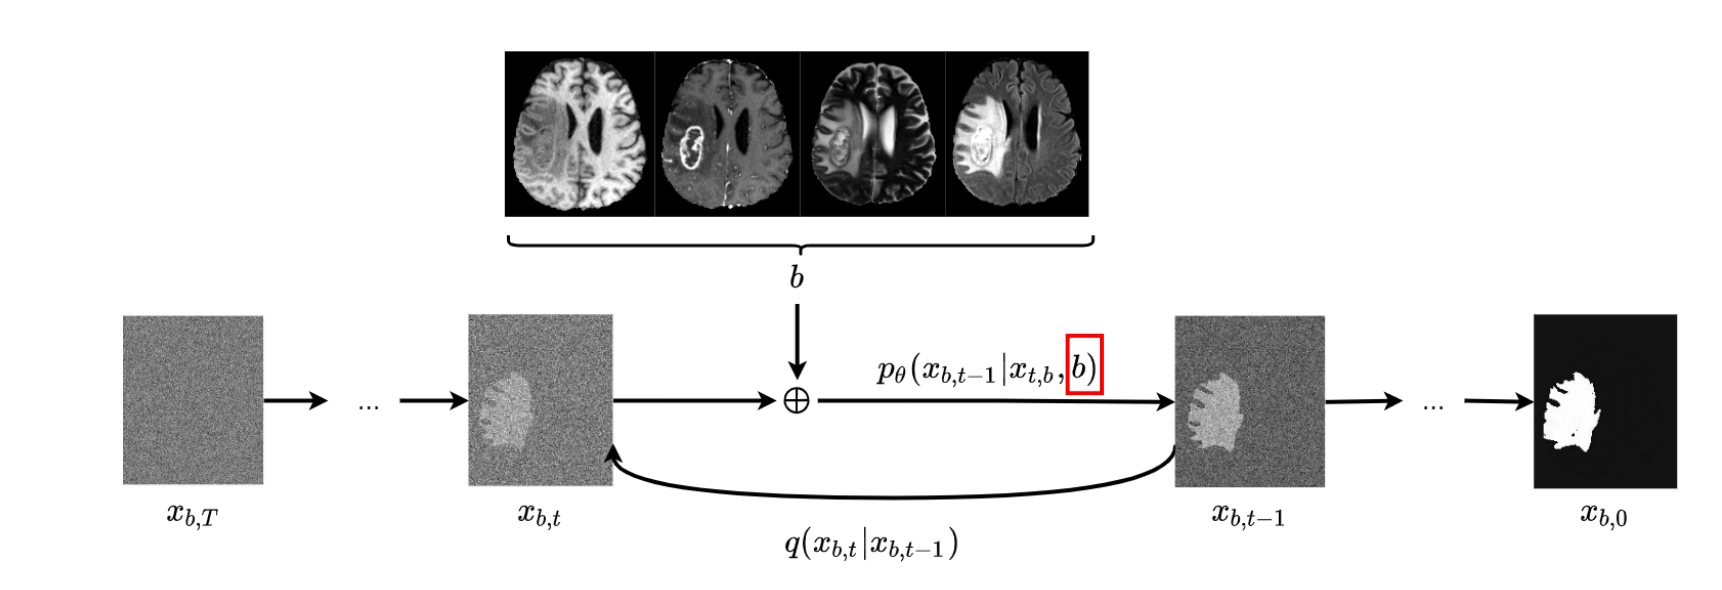 b
p_θ(x_{b,t−1}|x_{t,b}, b)
... ...
x_{b,T} x_{b,t} x_{b,t−1} x_{b,0}
q(x_{b,t}|x_{b,t−1})